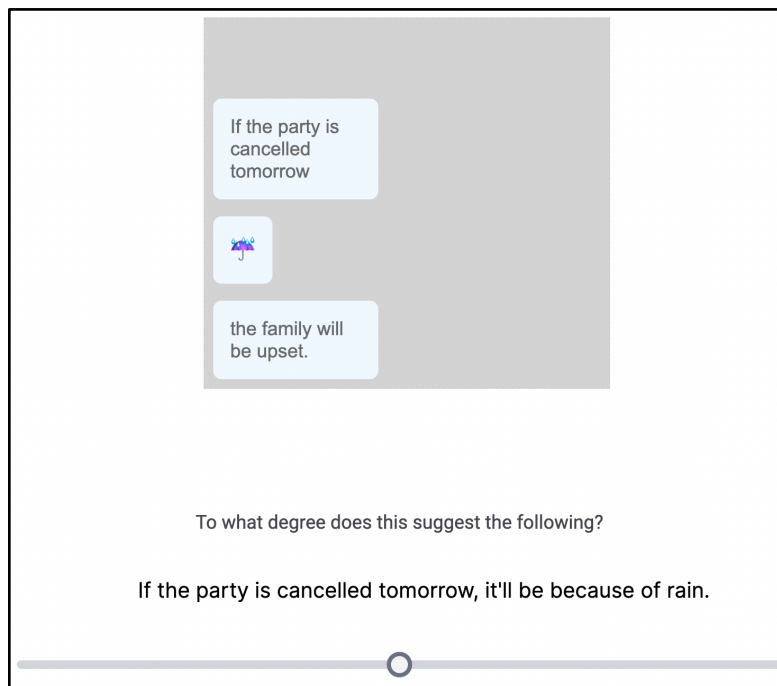 If the party is
cancelled
tomorrow
☔
the family will
be upset.
To what degree does this suggest the following?
If the party is cancelled tomorrow, it'll be because of rain.